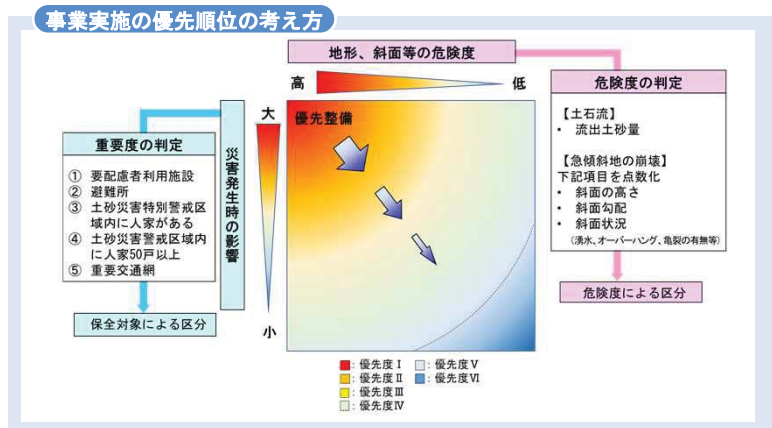 事業実施の優先順位の考え方
地形、斜面等の危険度
高
低
危険度の判定
【土石流】
・ 流出土砂量
【急傾斜地の崩壊】
下記項目を点数化
・ 斜面の高さ
・ 斜面勾配
・ 斜面状況
（湧水、オーバーハング、亀裂の有無等）
危険度による区分
重要度の判定
① 要配慮者利用施設
② 避難所
③ 土砂災害特別警戒区
域内に人家がある
④ 土砂災害警戒区域内
に人家50戸以上
⑤ 重要交通網
保全対象による区分
災害発生時の影響
大
小
優先整備
：優先度Ⅰ
：優先度Ⅱ
：優先度Ⅲ
：優先度Ⅳ
：優先度Ⅴ
：優先度Ⅵ